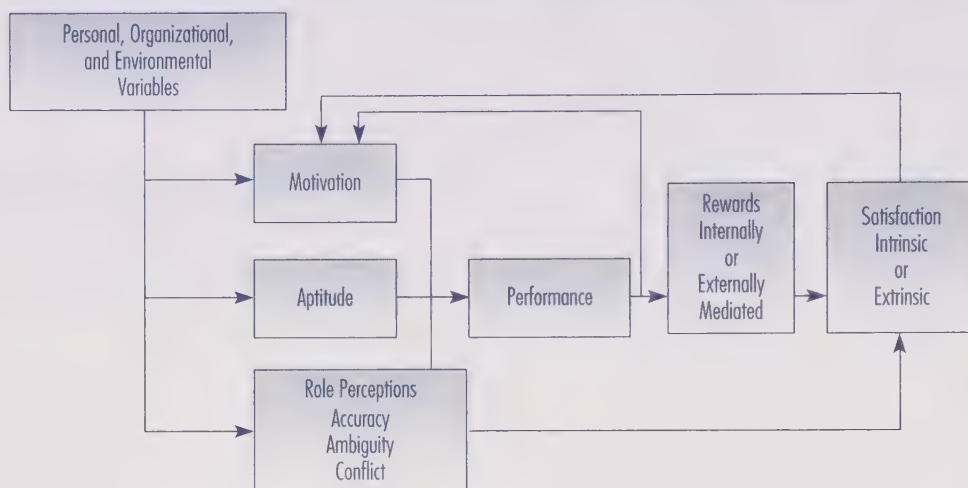 Personal, Organizational,
and Environmental
Variables
Motivation
Aptitude
Role Perceptions
Accuracy
Ambiguity
Conflict
Performance
Rewards
Internally
or
Externally
Mediated
Satisfaction
Intrinsic
or
Extrinsic